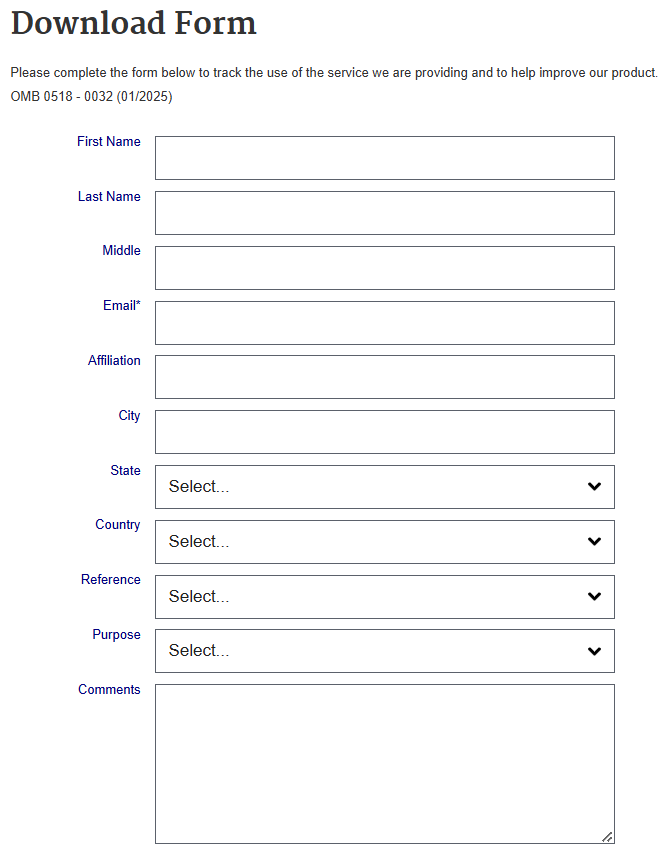 Download Form
Please complete the form below to track the use of the service we are providing and to help improve our product.
OMB 0518 - 0032 (01/2025)
First Name
Last Name
Middle
Email*
Affiliation
City
State
Select...
Country
Select...
Reference
Select...
Purpose
Select...
Comments